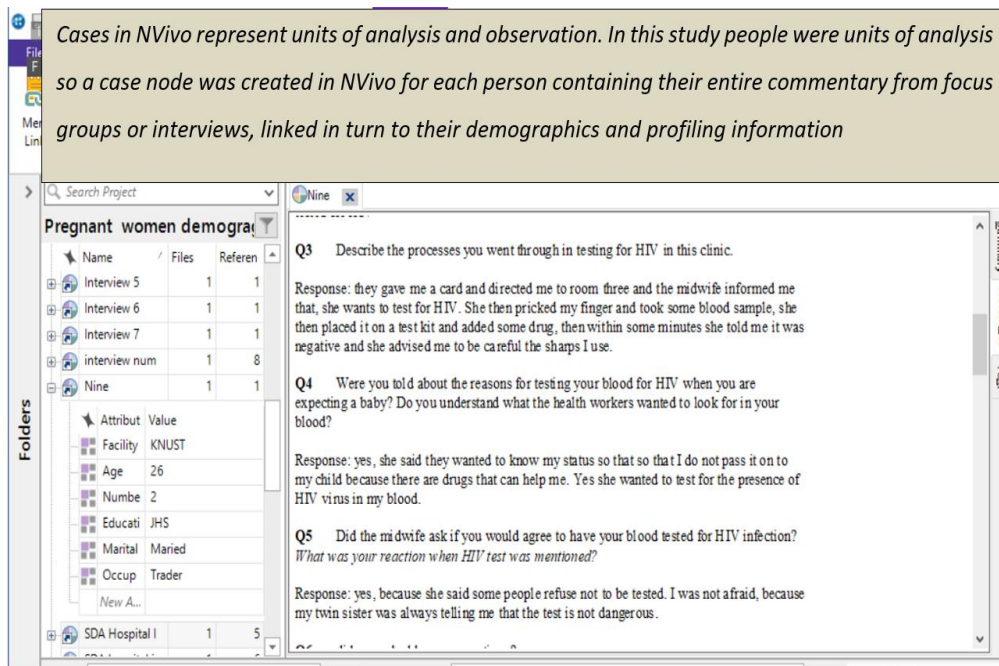 Cases in NVivo represent units of analysis and observation. In this study people were units of analysis
so a case node was created in NVivo for each person containing their entire commentary from focus
groups or interviews, linked in turn to their demographics and profiling information
File
F
Mer
Lin
Search Project
Nine
Pregnant women demogra
Name Files Referen
Interview 5 1 1
Interview 6 1 1
Interview 7 1 1
interview num 1 8
Nine 1 1
Attribut Value
Facility KNUST
Age 26
Numbe 2
Educati JHS
Marital Maried
Occup Trader
New A...
SDA Hospital I 1 5
Folders
Q3 Describe the processes you went through in testing for HIV in this clinic.
Response: they gave me a card and directed me to room three and the midwife informed me
that, she wants to test for HIV. She then pricked my finger and took some blood sample, she
then placed it on a test kit and added some drug, then within some minutes she told me it was
negative and she advised me to be careful the sharps I use.
Q4 Were you told about the reasons for testing your blood for HIV when you are
expecting a baby? Do you understand what the health workers wanted to look for in your
blood?
Response: yes, she said they wanted to know my status so that so that I do not pass it on to
my child because there are drugs that can help me. Yes she wanted to test for the presence of
HIV virus in my blood.
Q5 Did the midwife ask if you would agree to have your blood tested for HIV infection?
What was your reaction when HIV test was mentioned?
Response: yes, because she said some people refuse not to be tested. I was not afraid, because
my twin sister was always telling me that the test is not dangerous.